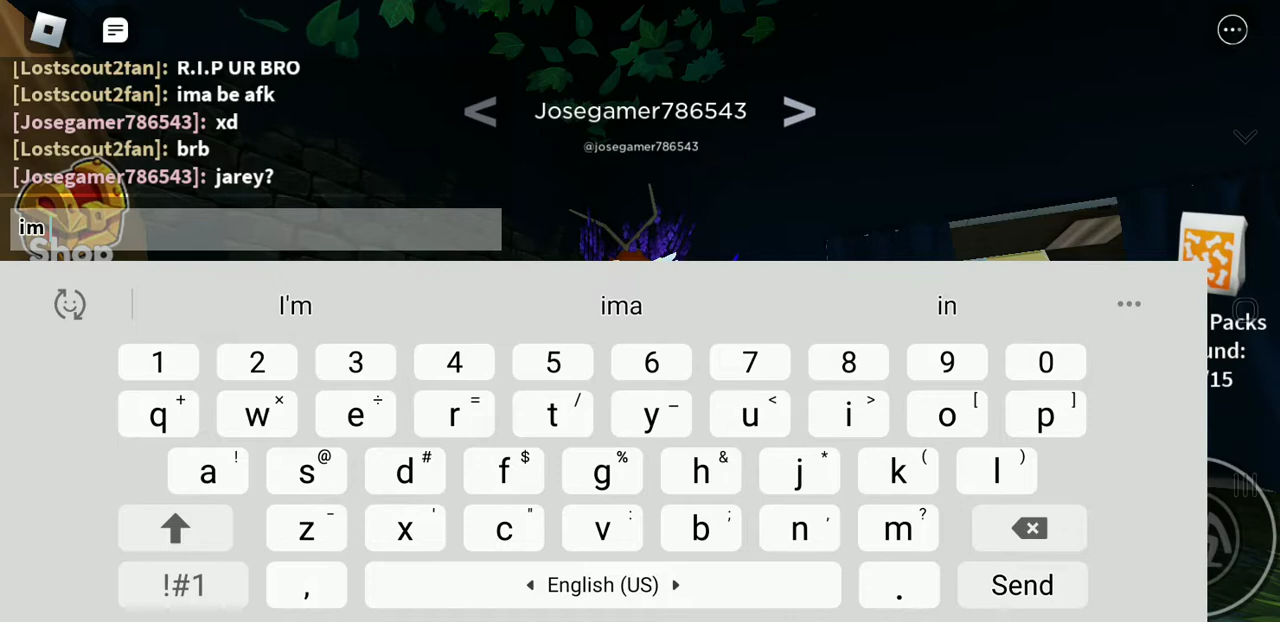 [Lostscout2fan]: R.I.P UR BRO
[Lostscout2fan]: ima be afk
[Josegamer786543]: xd
[Lostscout2fan]: brb
[Josegamer786543]: jarey?
im
Shop
< Josegamer786543 >
@josegamer786543
Packs
und:
/15
I'm ima in
1 2 3 4 5 6 7 8 9 0
q + w × e ÷ r = t / y _ u < i > o [ p ]
a ! s @ d # f $ g % h & j * k ( l )
z - x ' c " v : b ; n , m ?
!#1 , English (US) . Send